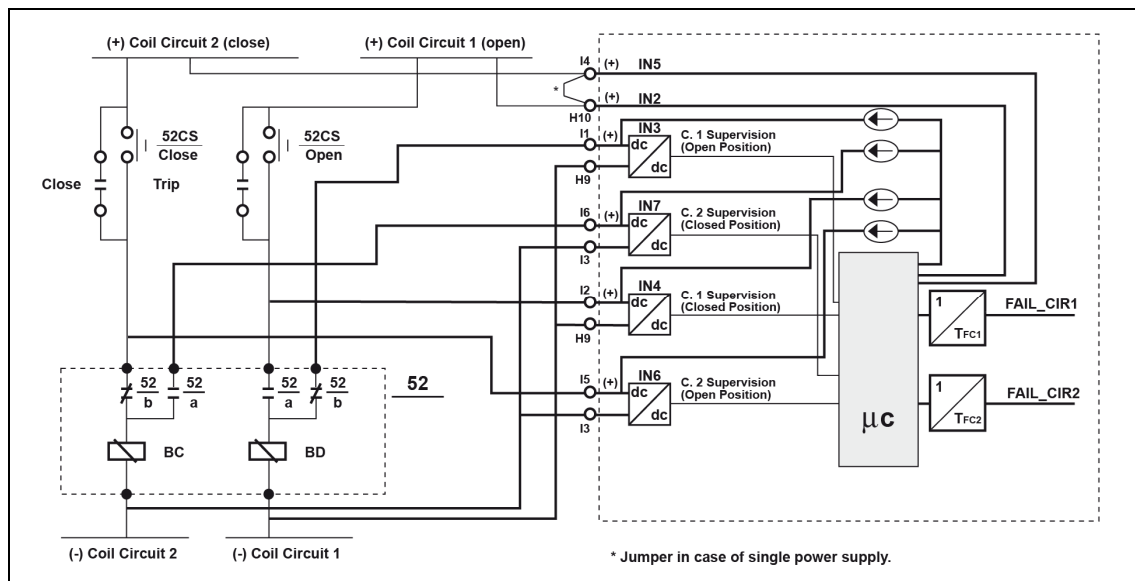 (+) Coil Circuit 2 (close)
(+) Coil Circuit 1 (open)
I4
(+)
IN5
*
(+)
IN2
H10
52CS
Close
52CS
Open
I1
(+)
IN3
dc
dc
C. 1 Supervision
(Open Position)
H9
Close
Trip
I6
(+)
IN7
dc
dc
C. 2 Supervision
(Closed Position)
I3
I2
(+)
IN4
dc
dc
C. 1 Supervision
(Closed Position)
H9
1
TFC1
FAIL_CIR1
52
b
52
a
52
a
52
b
52
I5
(+)
IN6
dc
dc
C. 2 Supervision
(Open Position)
I3
μc
1
TFC2
FAIL_CIR2
BC
BD
(-) Coil Circuit 2
(-) Coil Circuit 1
* Jumper in case of single power supply.